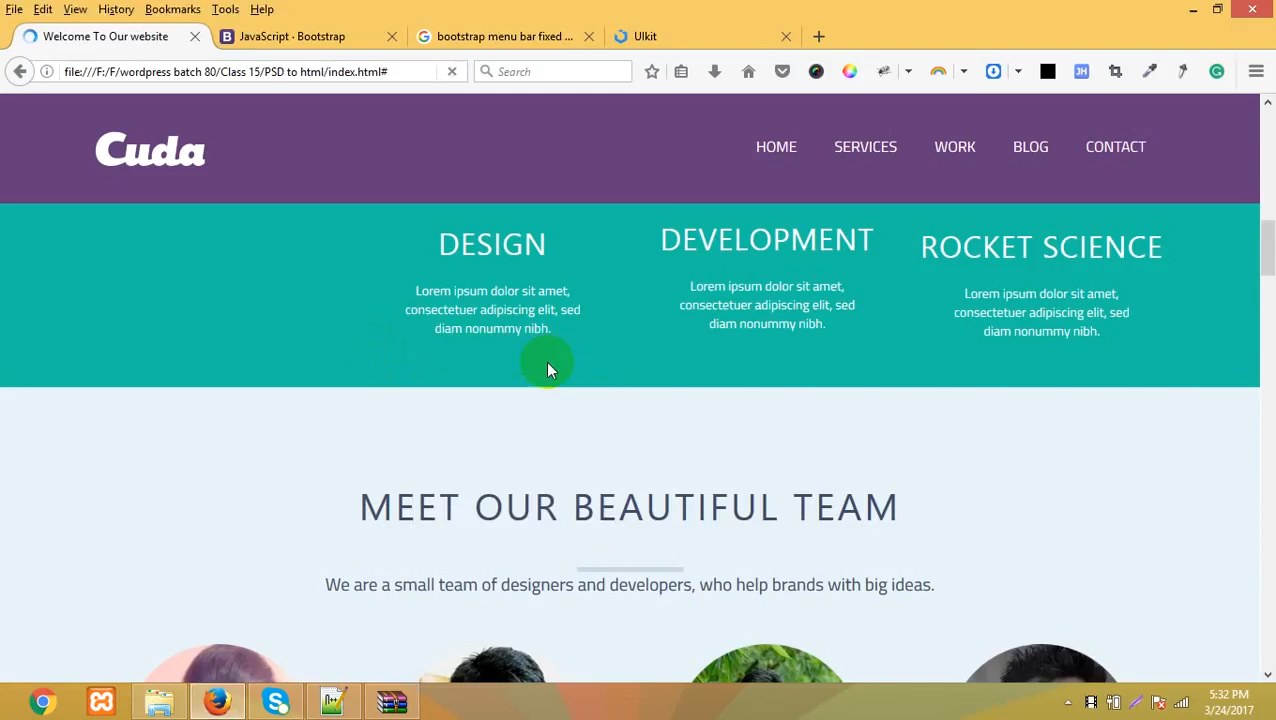 File Edit View History Bookmarks Tools Help
Welcome To Our website
JavaScript · Bootstrap
bootstrap menu bar fixed ...
UIkit
file:///F:/F/wordpress batch 80/Class 15/PSD to html/index.html#
Search
Cuda
HOME SERVICES WORK BLOG CONTACT
DESIGN
Lorem ipsum dolor sit amet,
consectetuer adipiscing elit, sed
diam nonummy nibh.
DEVELOPMENT
Lorem ipsum dolor sit amet,
consectetuer adipiscing elit, sed
diam nonummy nibh.
ROCKET SCIENCE
Lorem ipsum dolor sit amet,
consectetuer adipiscing elit, sed
diam nonummy nibh.
MEET OUR BEAUTIFUL TEAM
We are a small team of designers and developers, who help brands with big ideas.
5:32 PM
3/24/2017